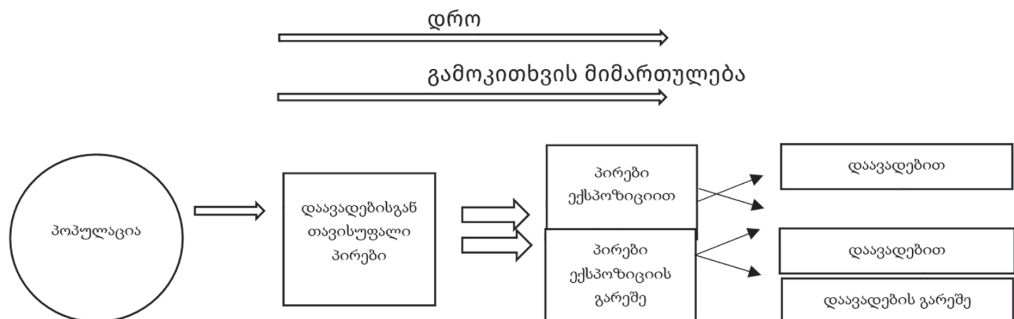 დრო
გამოკითხვის მიმართულება
პოპულაცია
დაავადებისგან
თავისუფალი
პირები
პირები
ექსპოზიციით
პირები
ექსპოზიციის
გარეშე
დაავადებით
დაავადებით
დაავადების გარეშე